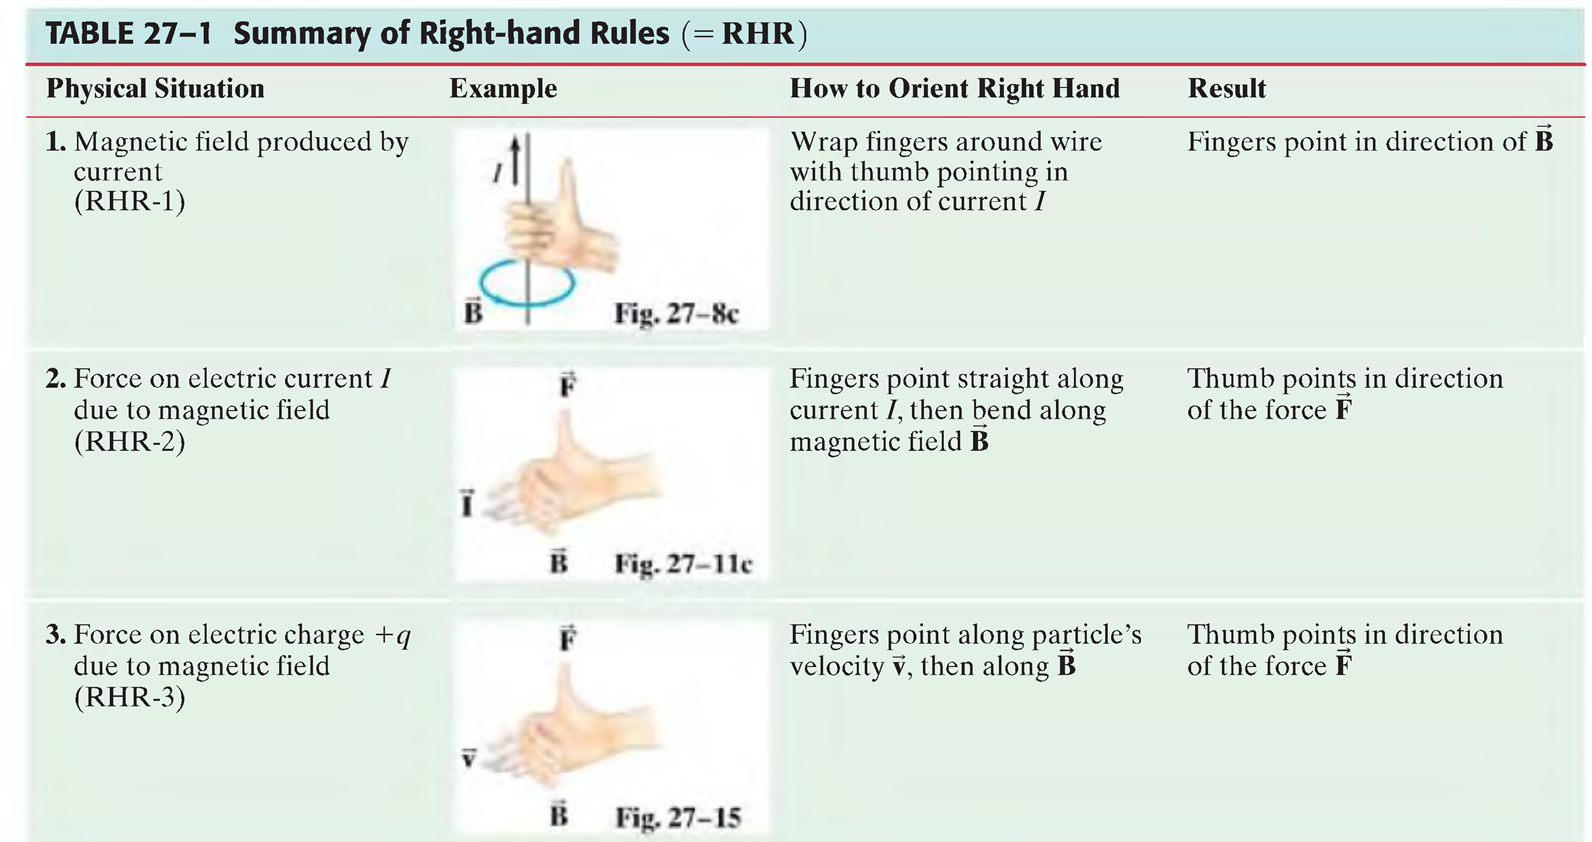 TABLE 27–1 Summary of Right-hand Rules (= RHR)
Physical Situation Example How to Orient Right Hand Result
1. Magnetic field produced by
current
(RHR-1)
I
B⃗
Fig. 27–8c
Wrap fingers around wire
with thumb pointing in
direction of current I
Fingers point in direction of B⃗
2. Force on electric current I
due to magnetic field
(RHR-2)
F⃗
I⃗
B⃗ Fig. 27–11c
Fingers point straight along
current I, then bend along
magnetic field B⃗
Thumb points in direction
of the force F⃗
3. Force on electric charge +q
due to magnetic field
(RHR-3)
F⃗
v⃗
B⃗ Fig. 27–15
Fingers point along particle’s
velocity v⃗, then along B⃗
Thumb points in direction
of the force F⃗